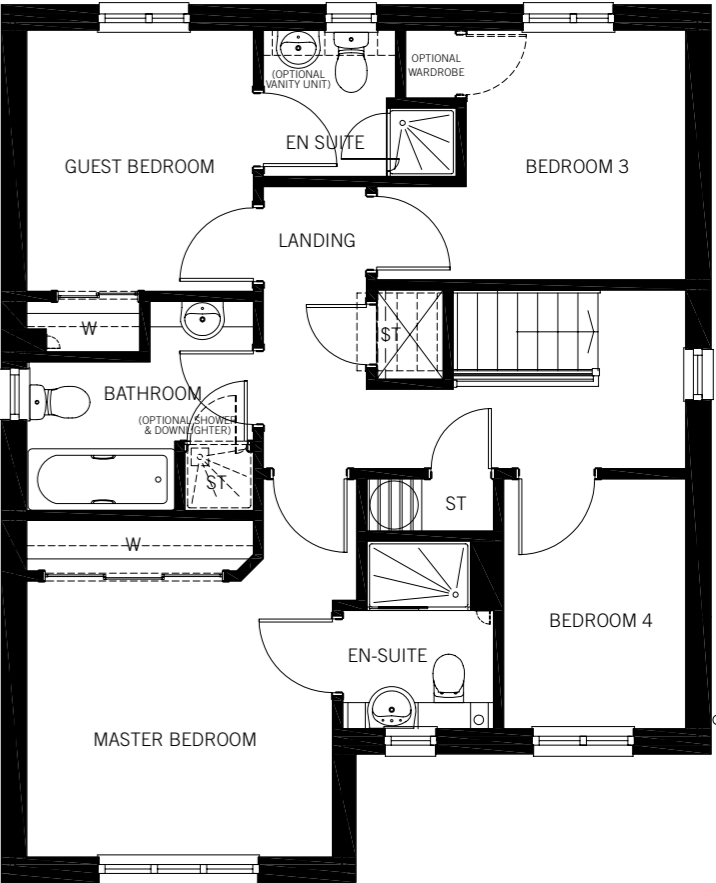 OPTIONAL
WARDROBE
(OPTIONAL
VANITY UNIT)
EN SUITE
GUEST BEDROOM
BEDROOM 3
LANDING
W
ST
BATHROOM
(OPTIONAL SHOWER
& DOWNLIGHTER)
ST
ST
W
BEDROOM 4
EN-SUITE
MASTER BEDROOM